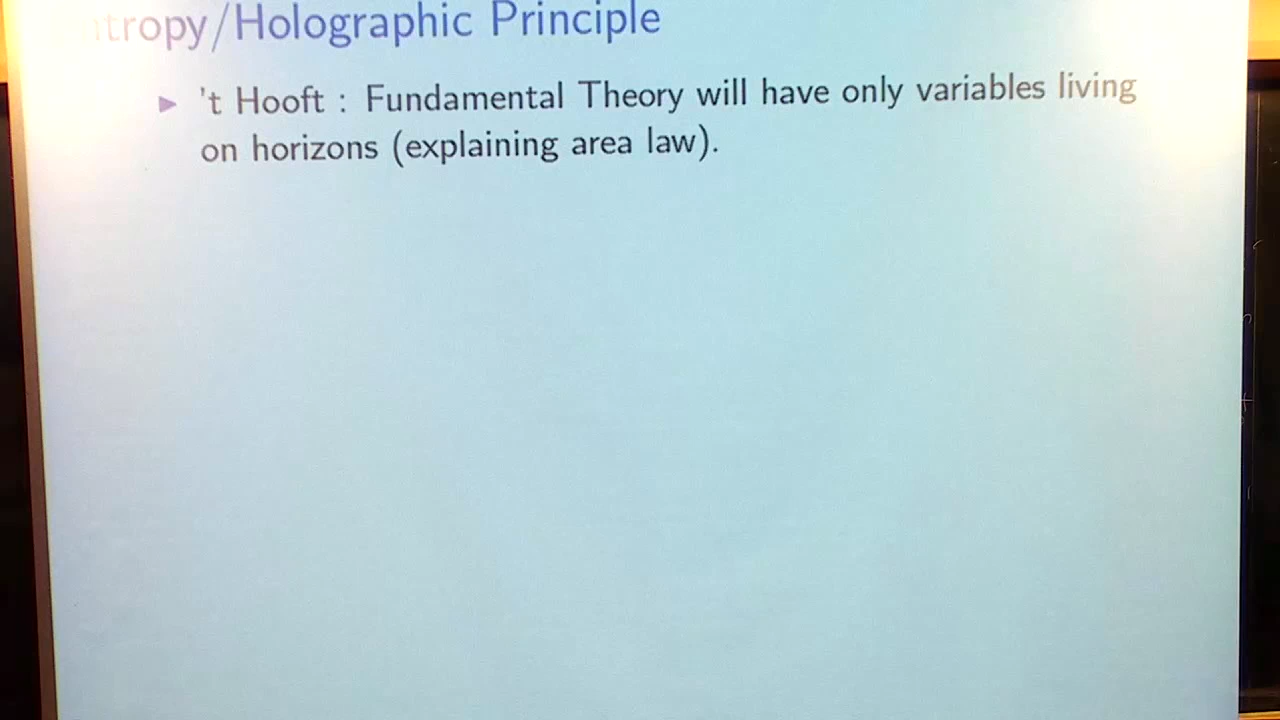 tropy/Holographic Principle
► 't Hooft : Fundamental Theory will have only variables living
on horizons (explaining area law).